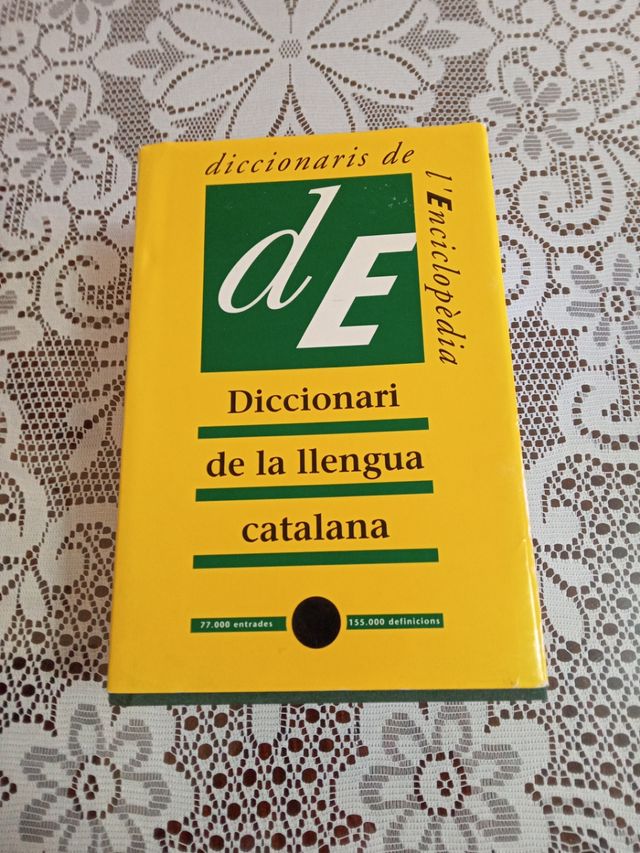 diccionaris de
l'Enciclopèdia
dE
Diccionari
de la llengua
catalana
77.000 entrades
155.000 definicions